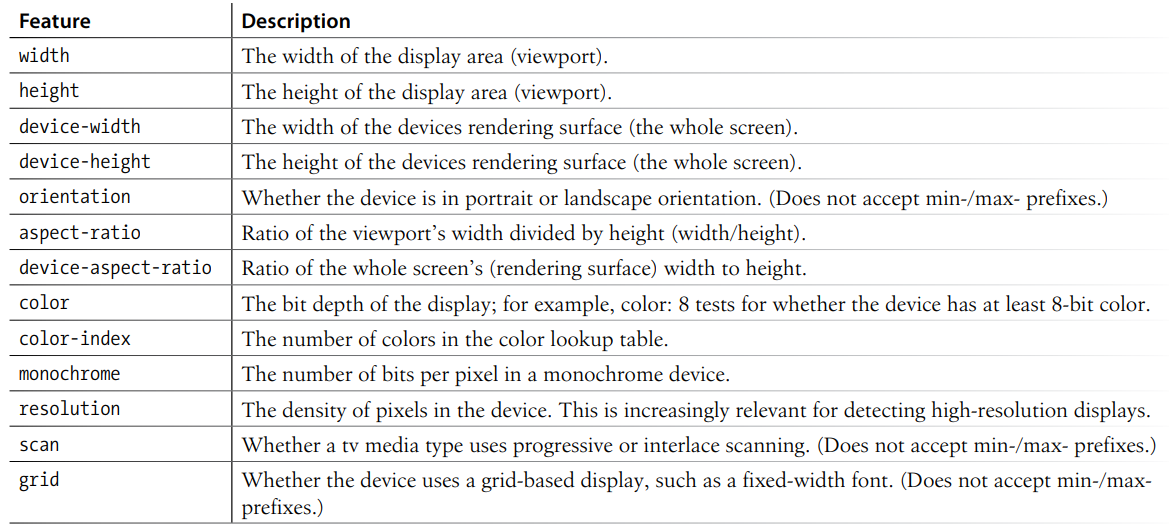 Feature Description
width The width of the display area (viewport).
height The height of the display area (viewport).
device-width The width of the devices rendering surface (the whole screen).
device-height The height of the devices rendering surface (the whole screen).
orientation Whether the device is in portrait or landscape orientation. (Does not accept min-/max- prefixes.)
aspect-ratio Ratio of the viewport’s width divided by height (width/height).
device-aspect-ratio Ratio of the whole screen’s (rendering surface) width to height.
color The bit depth of the display; for example, color: 8 tests for whether the device has at least 8-bit color.
color-index The number of colors in the color lookup table.
monochrome The number of bits per pixel in a monochrome device.
resolution The density of pixels in the device. This is increasingly relevant for detecting high-resolution displays.
scan Whether a tv media type uses progressive or interlace scanning. (Does not accept min-/max- prefixes.)
grid Whether the device uses a grid-based display, such as a fixed-width font. (Does not accept min-/max-
prefixes.)